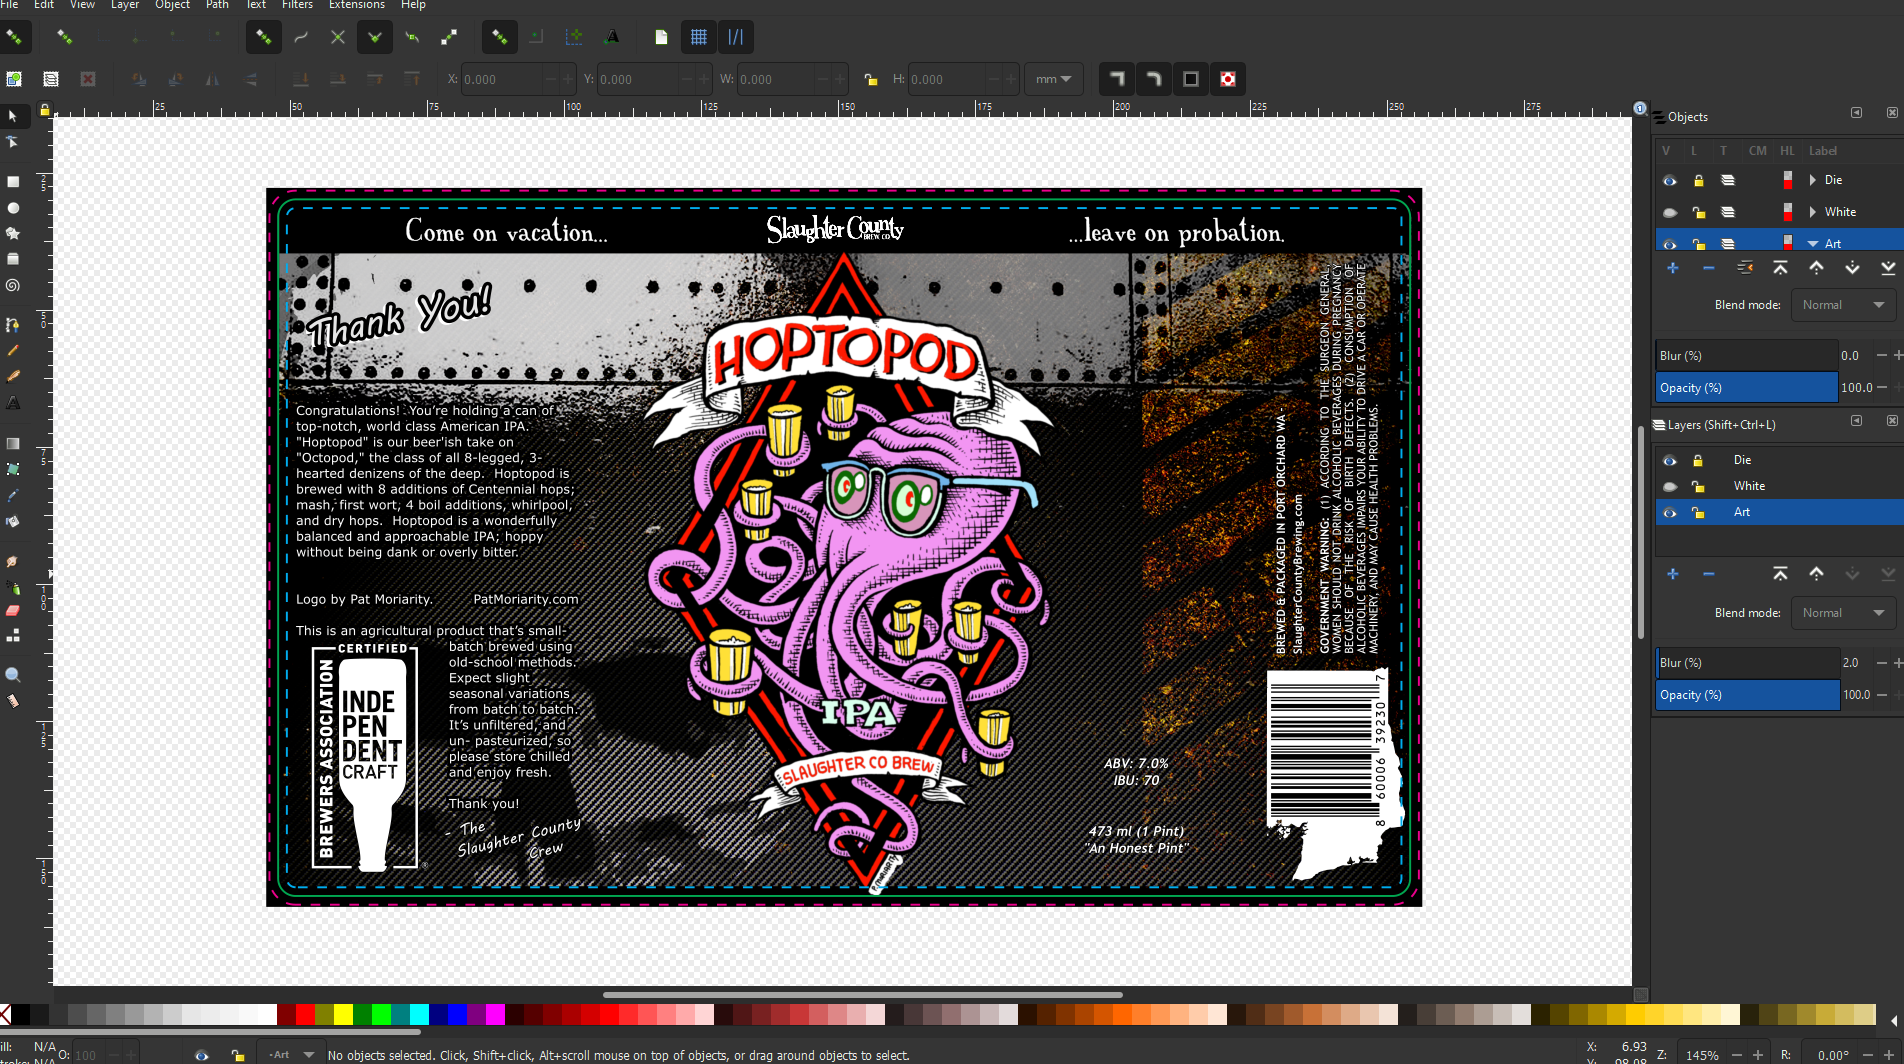 File Edit View Layer Object Path Text Filters Extensions Help
X: 0.000 Y: 0.000 W: 0.000 H: 0.000 mm
25 50 75 100 125 150 175 200 225 250 275
25
50
75
100
125
150
Come on vacation...
Slaughter County
BREW CO
...leave on probation.
Thank You!
HOPTOPOD
Congratulations! You're holding a can of
top-notch, world class American IPA.
"Hoptopod" is our beer'ish take on
"Octopod," the class of all 8-legged, 3-
hearted denizens of the deep. Hoptopod is
brewed with 8 additions of Centennial hops;
mash, first wort; 4 boil additions, whirlpool,
and dry hops. Hoptopod is a wonderfully
balanced and approachable IPA; hoppy
without being dank or overly bitter.
Logo by Pat Moriarity. PatMoriarity.com
This is an agricultural product that's small-
batch brewed using
old-school methods.
Expect slight
seasonal variations
from batch to batch.
It's unfiltered, and
un- pasteurized, so
please store chilled
and enjoy fresh.
Thank you!
- The
Slaughter County
Crew
CERTIFIED
BREWERS ASSOCIATION
INDE
PEN
DENT
CRAFT
®
IPA
SLAUGHTER CO BREW
P. MORIARITY
ABV: 7.0%
IBU: 70
473 ml (1 Pint)
"An Honest Pint"
BREWED & PACKAGED IN PORT ORCHARD WA -
SlaughterCountyBrewing.com
GOVERNMENT WARNING: (1) ACCORDING TO THE SURGEON GENERAL,
WOMEN SHOULD NOT DRINK ALCOHOLIC BEVERAGES DURING PREGNANCY
BECAUSE OF THE RISK OF BIRTH DEFECTS. (2) CONSUMPTION OF
ALCOHOLIC BEVERAGES IMPAIRS YOUR ABILITY TO DRIVE A CAR OR OPERATE
MACHINERY, AND MAY CAUSE HEALTH PROBLEMS.
8 60006 39230 7
Objects
V L T CM HL Label
Die
White
Art
Blend mode: Normal
Blur (%) 0.0
Opacity (%) 100.0
Layers (Shift+Ctrl+L)
Die
White
Art
Blend mode: Normal
Blur (%) 2.0
Opacity (%) 100.0
N/A O: 100
Art No objects selected. Click, Shift+click, Alt+scroll mouse on top of objects, or drag around objects to select.
X: 6.93
Y: 98.08
Z: 145% R: 0.00°